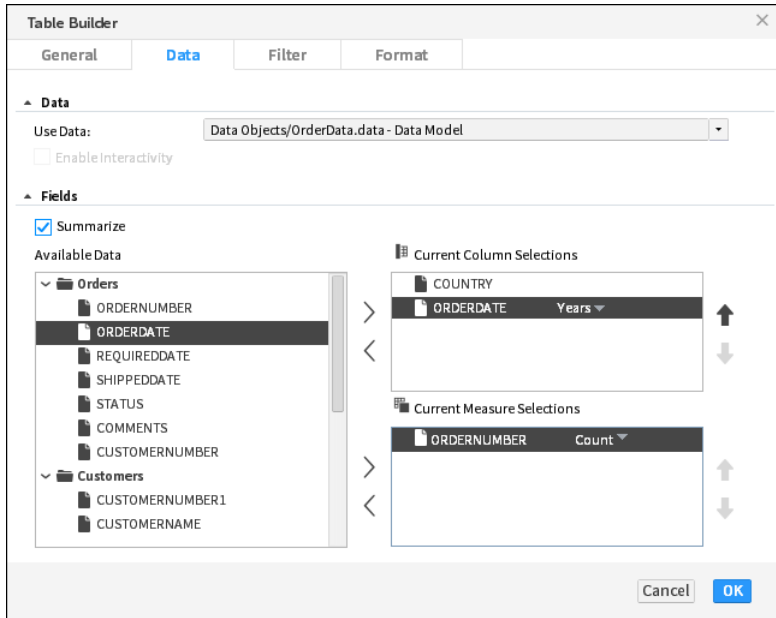 Table Builder
General Data Filter Format
Data
Use Data: Data Objects/OrderData.data - Data Model
Enable Interactivity
Fields
Summarize
Available Data
Orders
ORDERNUMBER
ORDERDATE
REQUIREDDATE
SHIPPEDDATE
STATUS
COMMENTS
CUSTOMERNUMBER
Customers
CUSTOMERNUMBER1
CUSTOMERNAME
Current Column Selections
COUNTRY
ORDERDATE Years
Current Measure Selections
ORDERNUMBER Count
Cancel OK